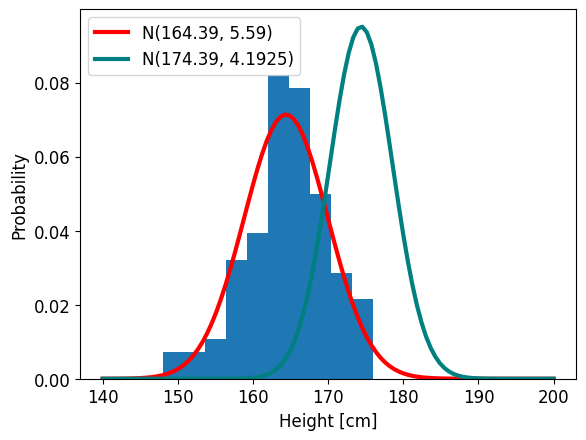 N(164.39, 5.59)
N(174.39, 4.1925)
0.08
0.06
0.04
0.02
0.00
Probability
140 150 160 170 180 190 200
Height [cm]